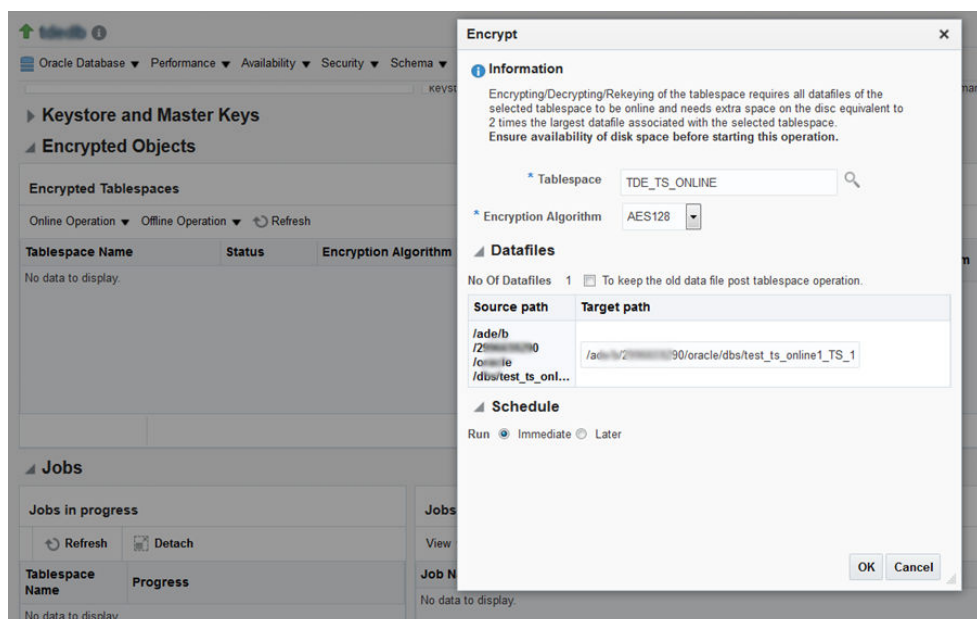 Oracle Database Performance Availability Security Schema
Keystore and Master Keys
Encrypted Objects
Encrypted Tablespaces
Online Operation Offline Operation Refresh
Tablespace Name Status Encryption Algorithm
No data to display.
Jobs
Jobs in progress
Refresh Detach
Tablespace Name Progress
No data to display
Jobs
View
Job N
No data to display.
Encrypt
Information
Encrypting/Decrypting/Rekeying of the tablespace requires all datafiles of the
selected tablespace to be online and needs extra space on the disc equivalent to
2 times the largest datafile associated with the selected tablespace.
Ensure availability of disk space before starting this operation.
* Tablespace TDE_TS_ONLINE
* Encryption Algorithm AES128
Datafiles
No Of Datafiles 1 To keep the old data file post tablespace operation.
Source path Target path
/ade/b
/dbs/test_ts_onl...
90/oracle/dbs/test_ts_online1_TS_1
Schedule
Run Immediate Later
OK Cancel